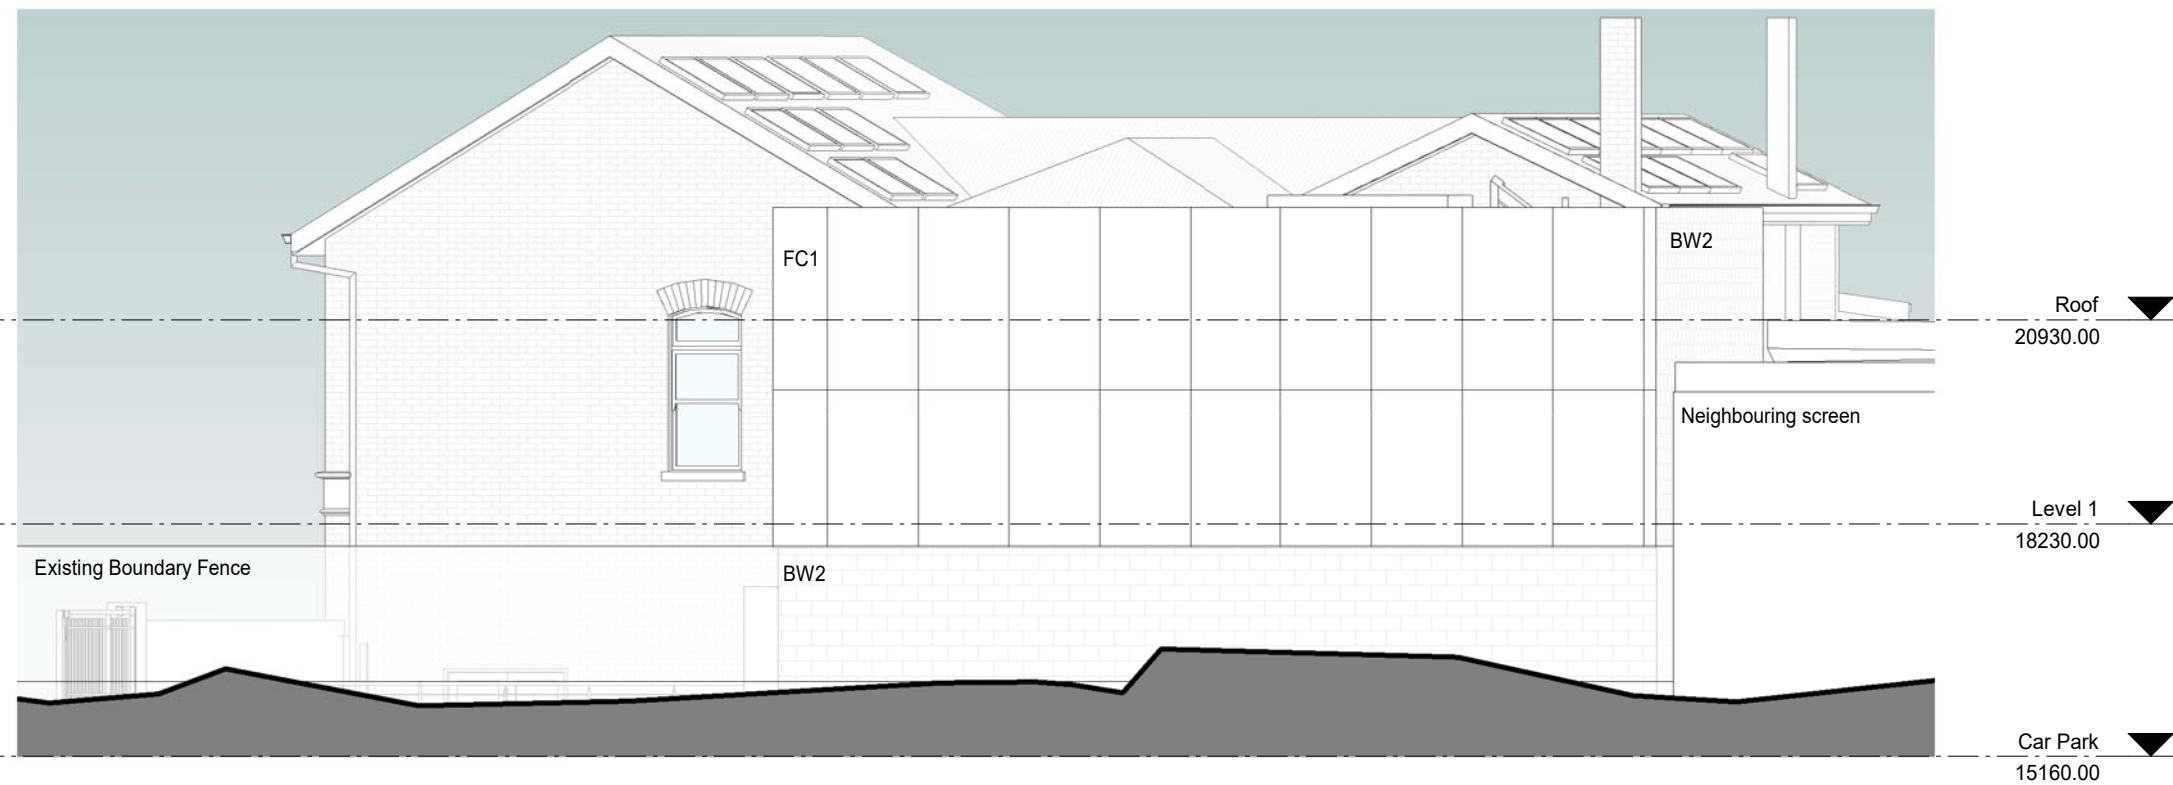 FC1
BW2
Roof
20930.00
Neighbouring screen
Level 1
18230.00
Existing Boundary Fence
BW2
Car Park
15160.00